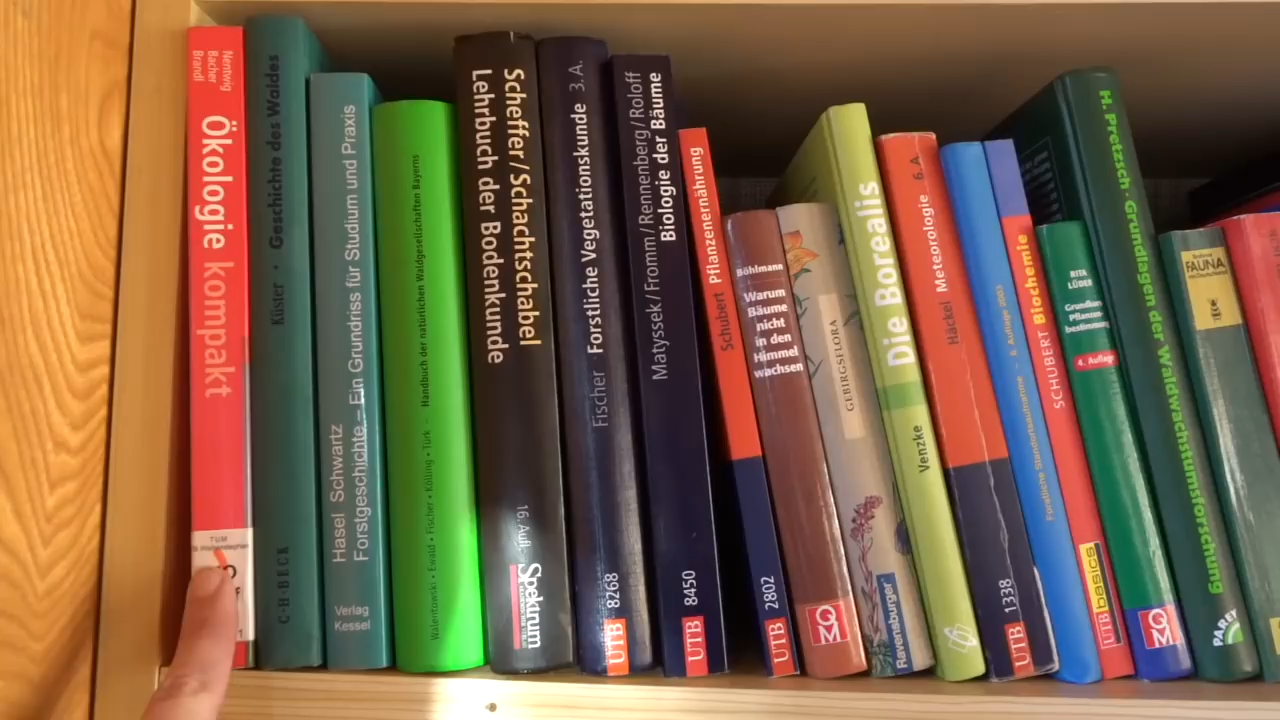 Nentwig
Bacher
Brandl
Ökologie kompakt
TUM
1
Küster · Geschichte des Waldes
C·H·BECK
Hasel Schwartz
Forstgeschichte – Ein Grundriss für Studium und Praxis
Verlag
Kessel
Walentowski • Ewald • Fischer • Kölling • Türk – Handbuch der natürlichen Waldgesellschaften Bayerns
Scheffer/Schachtschabel
Lehrbuch der Bodenkunde
16. Aufl.
Spektrum
Fischer Forstliche Vegetationskunde 3. A.
UTB 8268
Matyssek/Fromm/Rennenberg/Roloff
Biologie der Bäume
UTB 8450
Schubert Pflanzenernährung
UTB 2802
Böhlmann
Warum
Bäume
nicht
in den
Himmel
wachsen
QM
GEBIRGSFLORA
Ravensburger
Die Borealis
Venzke
Häckel Meteorologie 6. A.
UTB 1338
Forstliche Standortsaufnahme – 6. Auflage 2003
SCHUBERT Biochemie
UTB basics
RITA
LÜDER
Grundkurs
Pflanzen-
bestimmung
4. Auflage
QM
H. Pretzsch · Grundlagen der Waldwachstumsforschung
PAREY
FAUNA